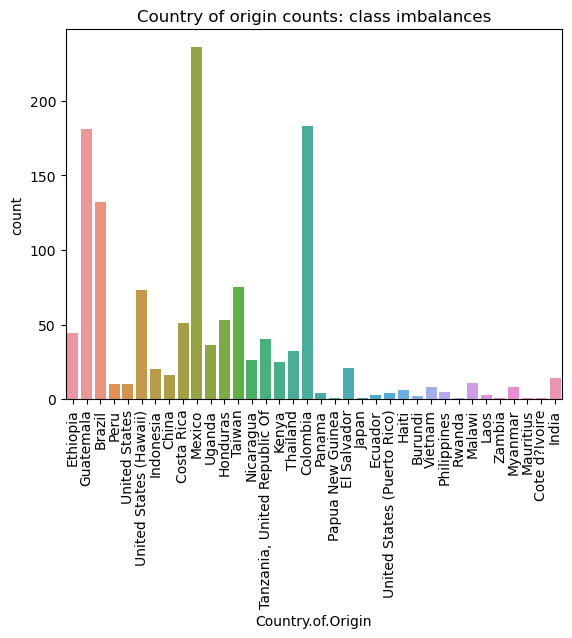 Country of origin counts: class imbalances
count
200
150
100
50
0
Ethiopia
Guatemala
Brazil
Peru
United States
United States (Hawaii)
Indonesia
China
Costa Rica
Mexico
Uganda
Honduras
Taiwan
Nicaragua
Tanzania, United Republic Of
Kenya
Thailand
Colombia
Panama
Papua New Guinea
El Salvador
Japan
Ecuador
United States (Puerto Rico)
Haiti
Burundi
Vietnam
Philippines
Rwanda
Malawi
Laos
Zambia
Myanmar
Mauritius
Cote d?Ivoire
India
Country.of.Origin